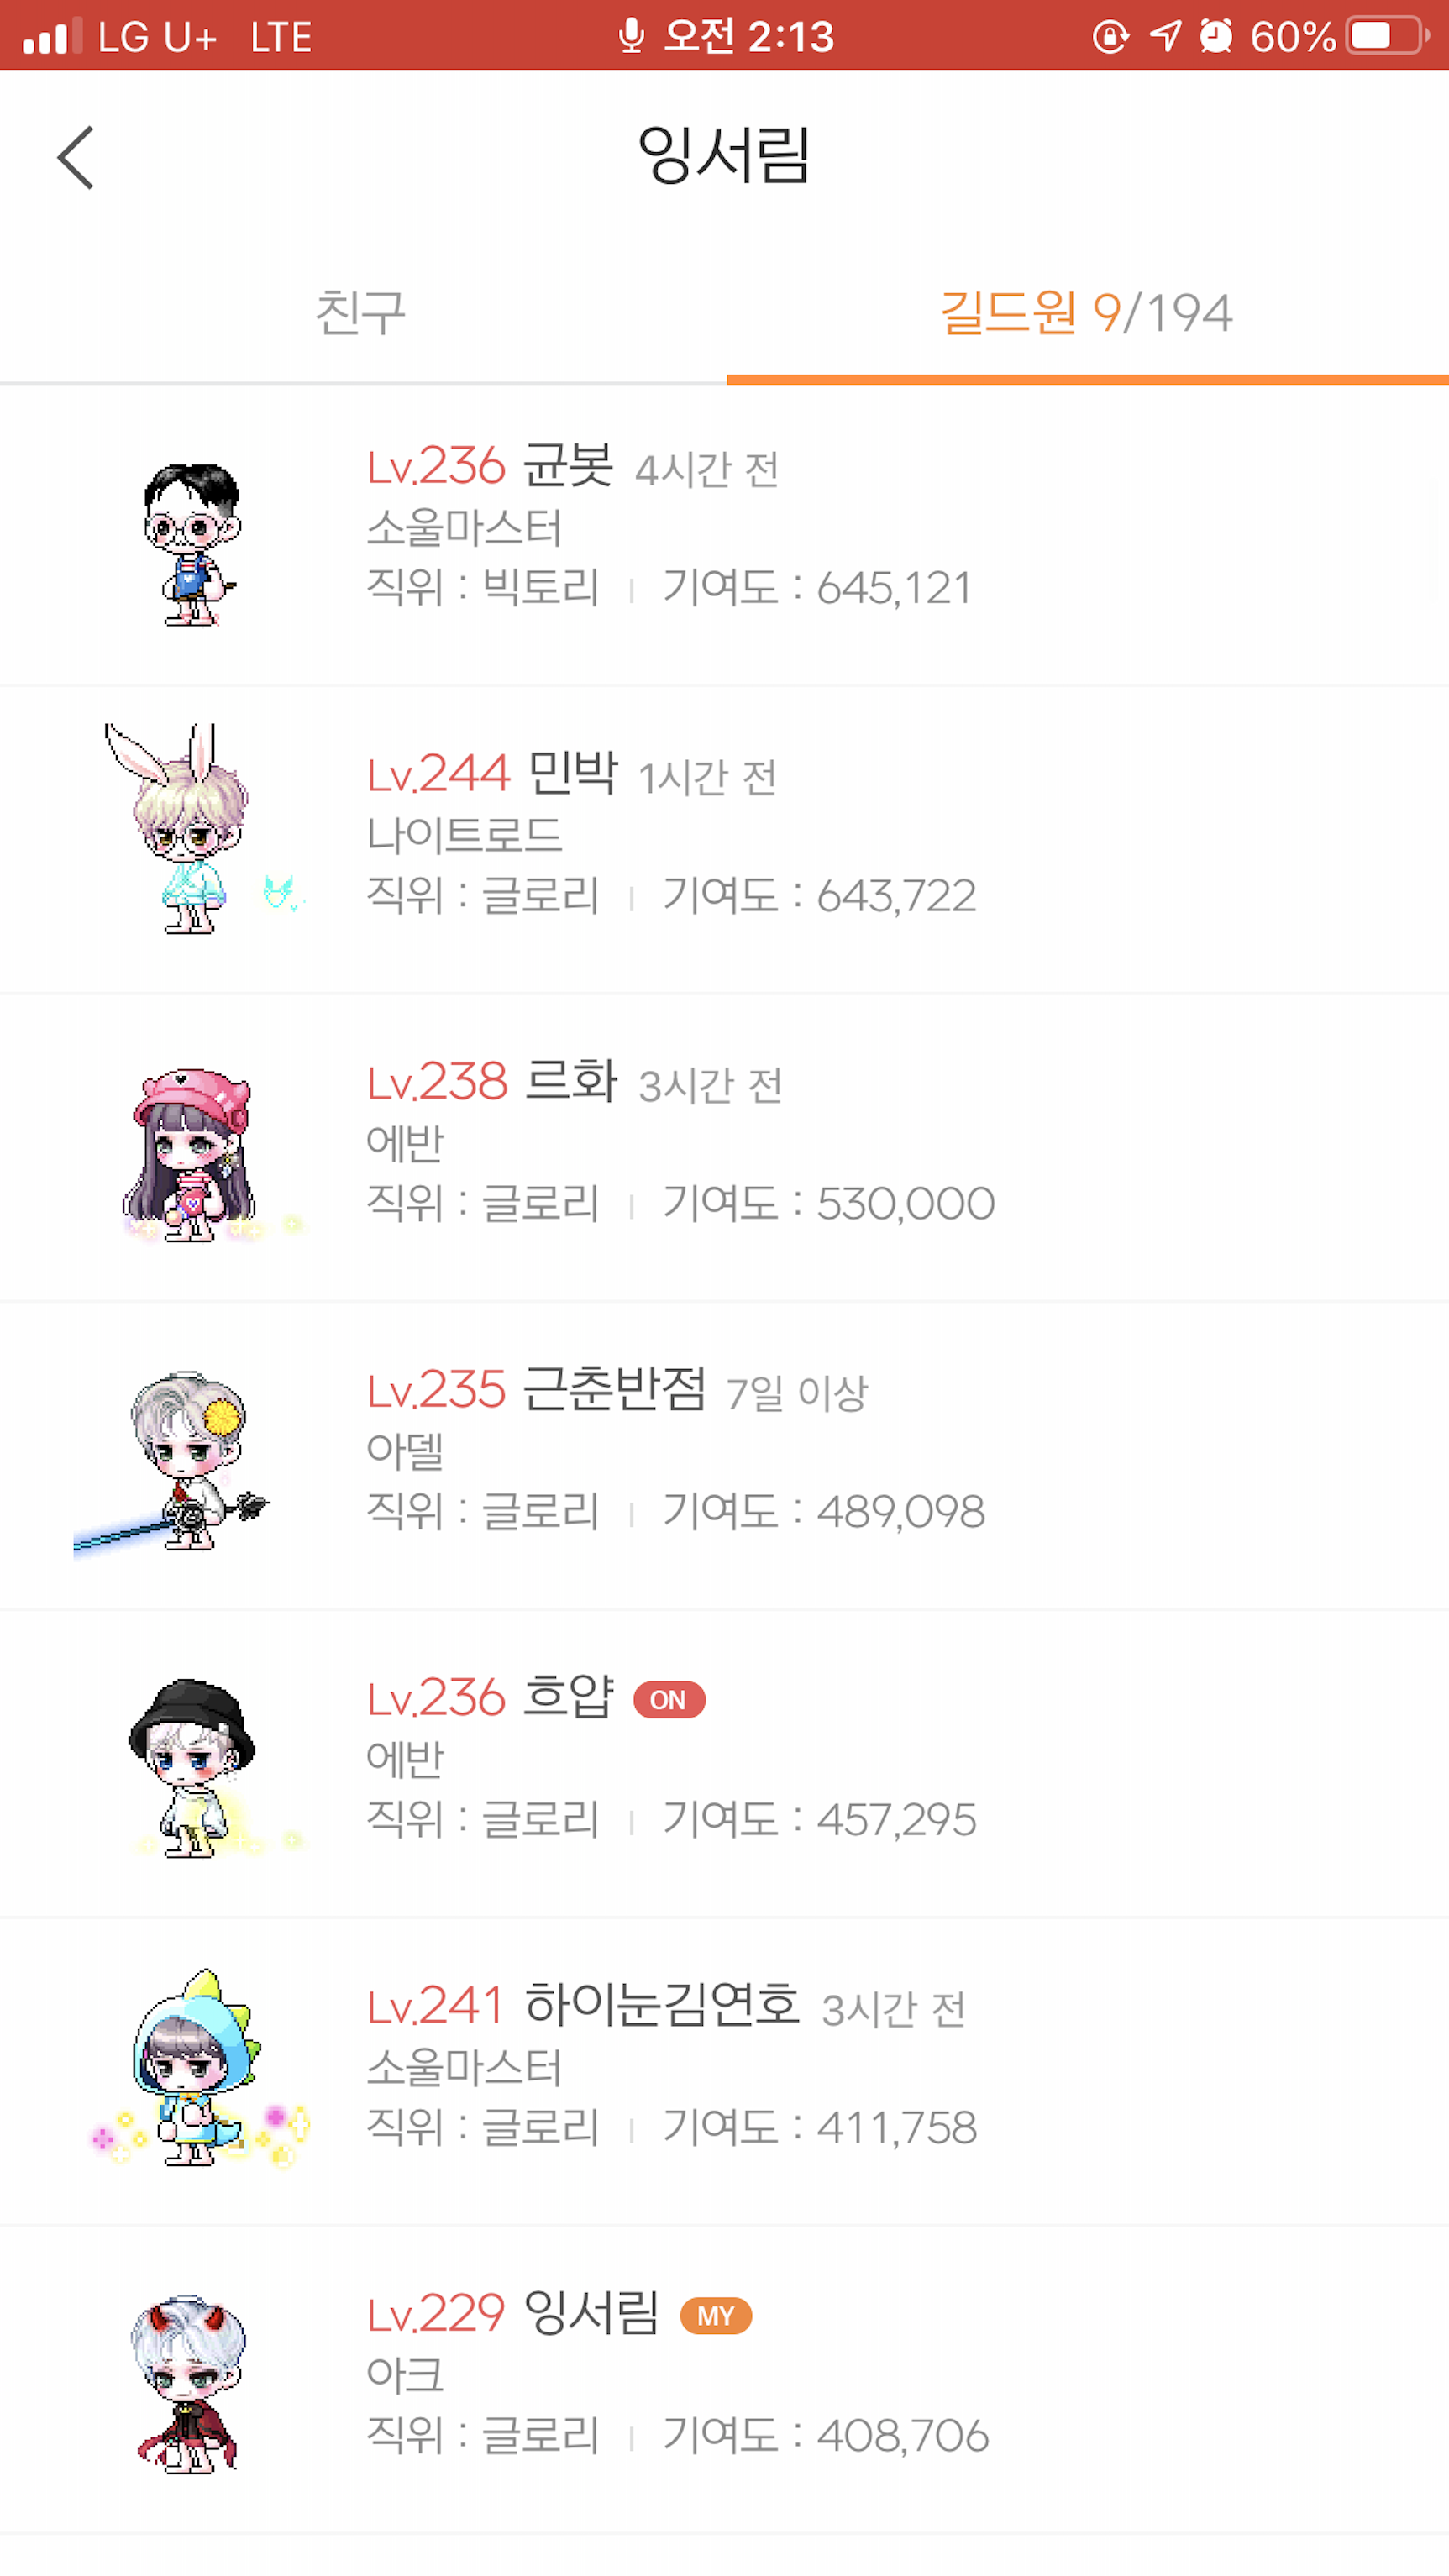 LG U+ LTE 오전 2:13 60%
잉서림
친구 길드원 9/194
Lv.236 균봇 4시간 전
소울마스터
직위 : 빅토리 | 기여도 : 645,121
Lv.244 민박 1시간 전
나이트로드
직위 : 글로리 | 기여도 : 643,722
Lv.238 르화 3시간 전
에반
직위 : 글로리 | 기여도 : 530,000
Lv.235 근춘반점 7일 이상
아델
직위 : 글로리 | 기여도 : 489,098
Lv.236 흐얍 ON
에반
직위 : 글로리 | 기여도 : 457,295
Lv.241 하이눈김연호 3시간 전
소울마스터
직위 : 글로리 | 기여도 : 411,758
Lv.229 잉서림 MY
아크
직위 : 글로리 | 기여도 : 408,706